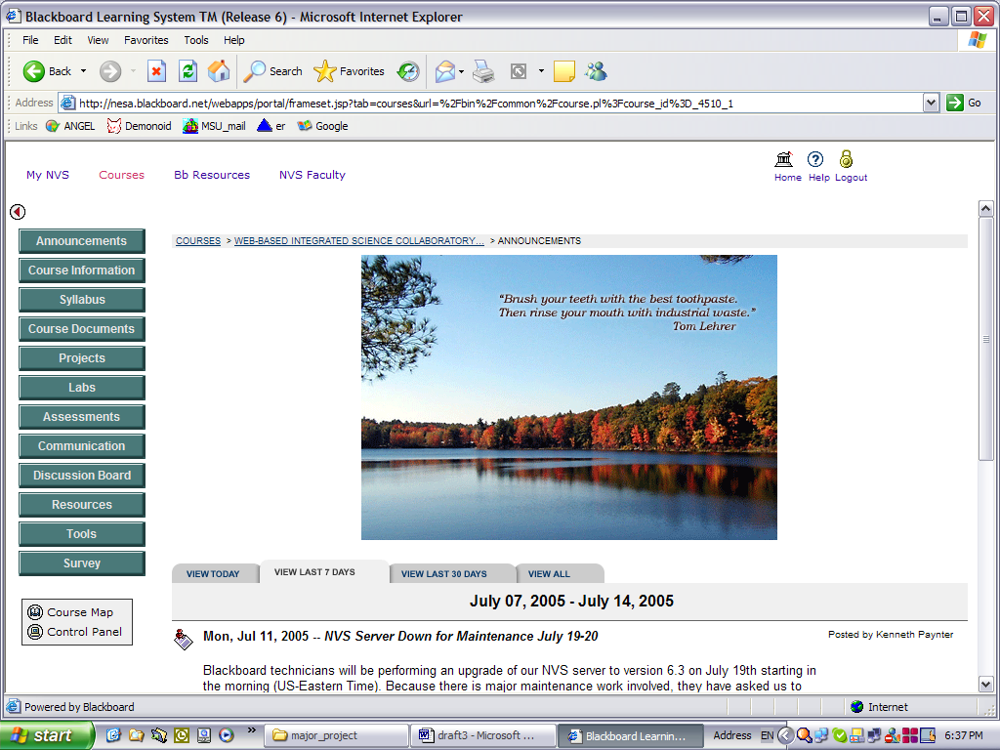 Blackboard Learning System TM (Release 6) - Microsoft Internet Explorer
File Edit View Favorites Tools Help
Back Search Favorites
Address http://nesa.blackboard.net/webapps/portal/frameset.jsp?tab=courses&url=%2Fbin%2Fcommon%2Fcourse.pl%3Fcourse_id%3D_4510_1 Go
Links ANGEL Demonoid MSU_mail er Google
My NVS Courses Bb Resources NVS Faculty
Home Help Logout
COURSES > WEB-BASED INTEGRATED SCIENCE COLLABORATORY... > ANNOUNCEMENTS
Announcements
Course Information
Syllabus
Course Documents
Projects
Labs
Assessments
Communication
Discussion Board
Resources
Tools
Survey
Course Map
Control Panel
“Brush your teeth with the best toothpaste.
Then rinse your mouth with industrial waste.”
Tom Lehrer
VIEW TODAY VIEW LAST 7 DAYS VIEW LAST 30 DAYS VIEW ALL
July 07, 2005 - July 14, 2005
Mon, Jul 11, 2005 -- NVS Server Down for Maintenance July 19-20
Posted by Kenneth Paynter
Blackboard technicians will be performing an upgrade of our NVS server to version 6.3 on July 19th starting in
the morning (US-Eastern Time). Because there is major maintenance work involved, they have asked us to
Powered by Blackboard Internet
start major_project draft3 - Microsoft ... Blackboard Learnin... Address EN 6:37 PM